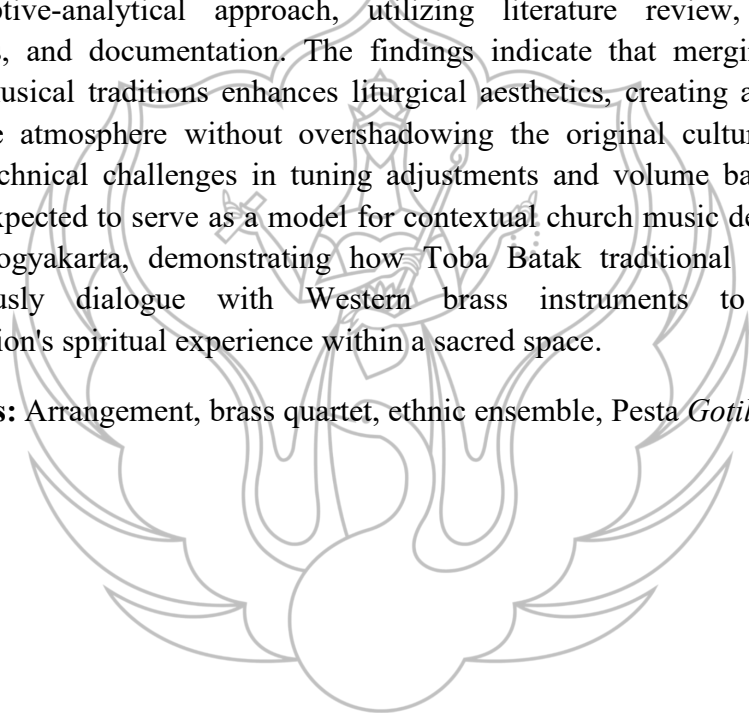 ptive-analytical approach, utilizing literature review,
s, and documentation. The findings indicate that mergi
usical traditions enhances liturgical aesthetics, creating a
e atmosphere without overshadowing the original cultu
chnical challenges in tuning adjustments and volume ba
xpected to serve as a model for contextual church music de
ogyakarta, demonstrating how Toba Batak traditional
usly dialogue with Western brass instruments to
ion's spiritual experience within a sacred space.
s: Arrangement, brass quartet, ethnic ensemble, Pesta Gotil